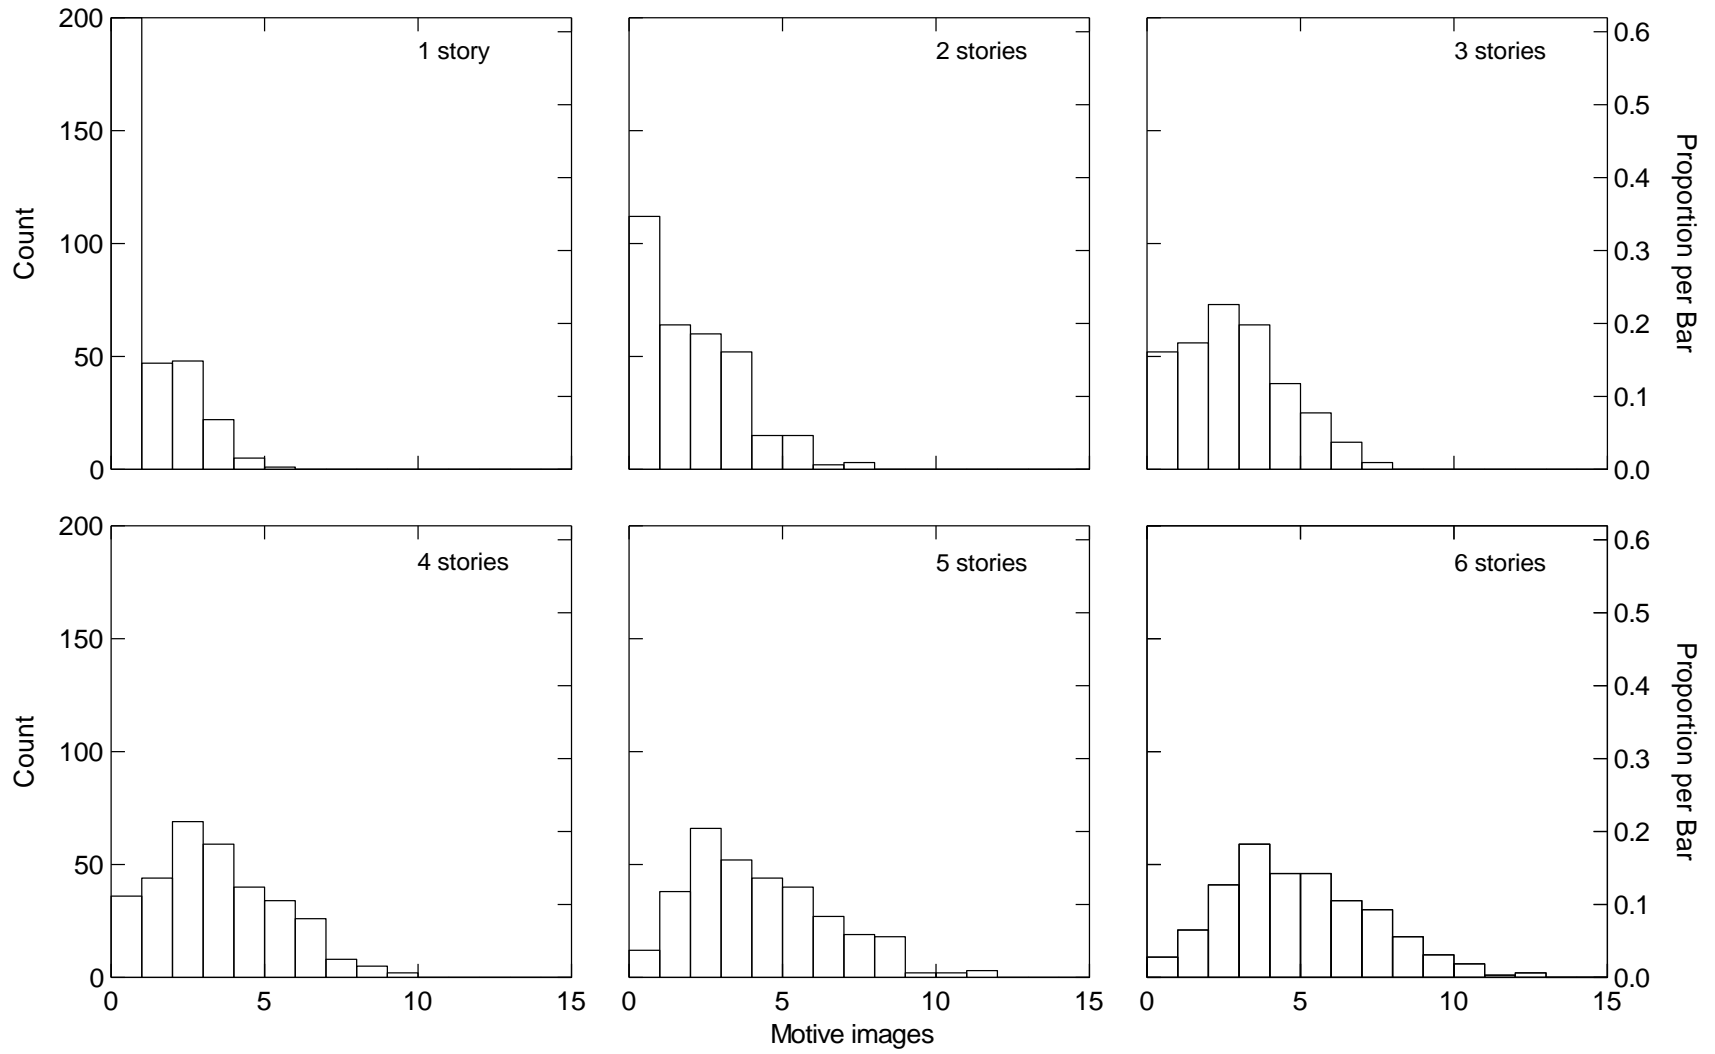 200
150
100
50
0
Count
1 story
2 stories
3 stories
0.6
0.5
0.4
0.3
0.2
0.1
0.0
Proportion per Bar
200
150
100
50
0
Count
4 stories
5 stories
6 stories
0.6
0.5
0.4
0.3
0.2
0.1
0.0
Proportion per Bar
0 5 10 15
0 5 10 15
0 5 10 15
Motive images